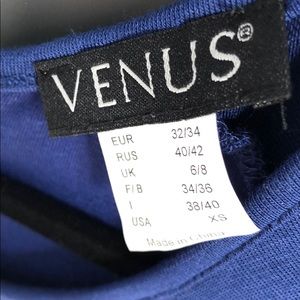 VENUS®
EUR 32/34
RUS 40/42
UK 6/8
F/B 34/36
I 38/40
USA XS
Made in China